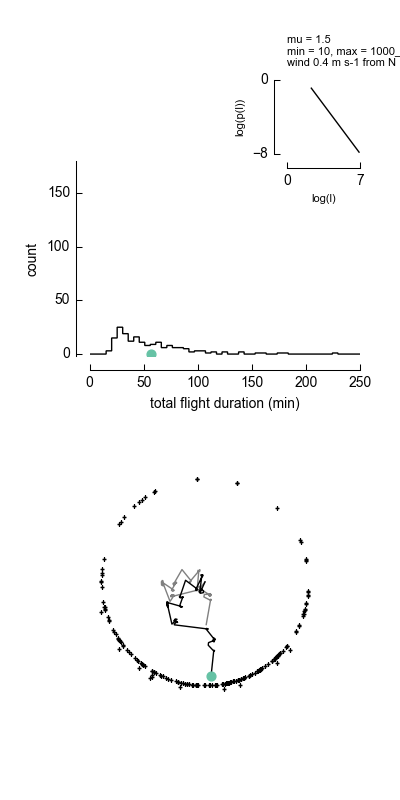 mu = 1.5
min = 10, max = 1000_
wind 0.4 m s-1 from N
0
−8
log(p(l))
0
7
log(l)
150
100
50
0
count
0
50
100
150
200
250
total flight duration (min)